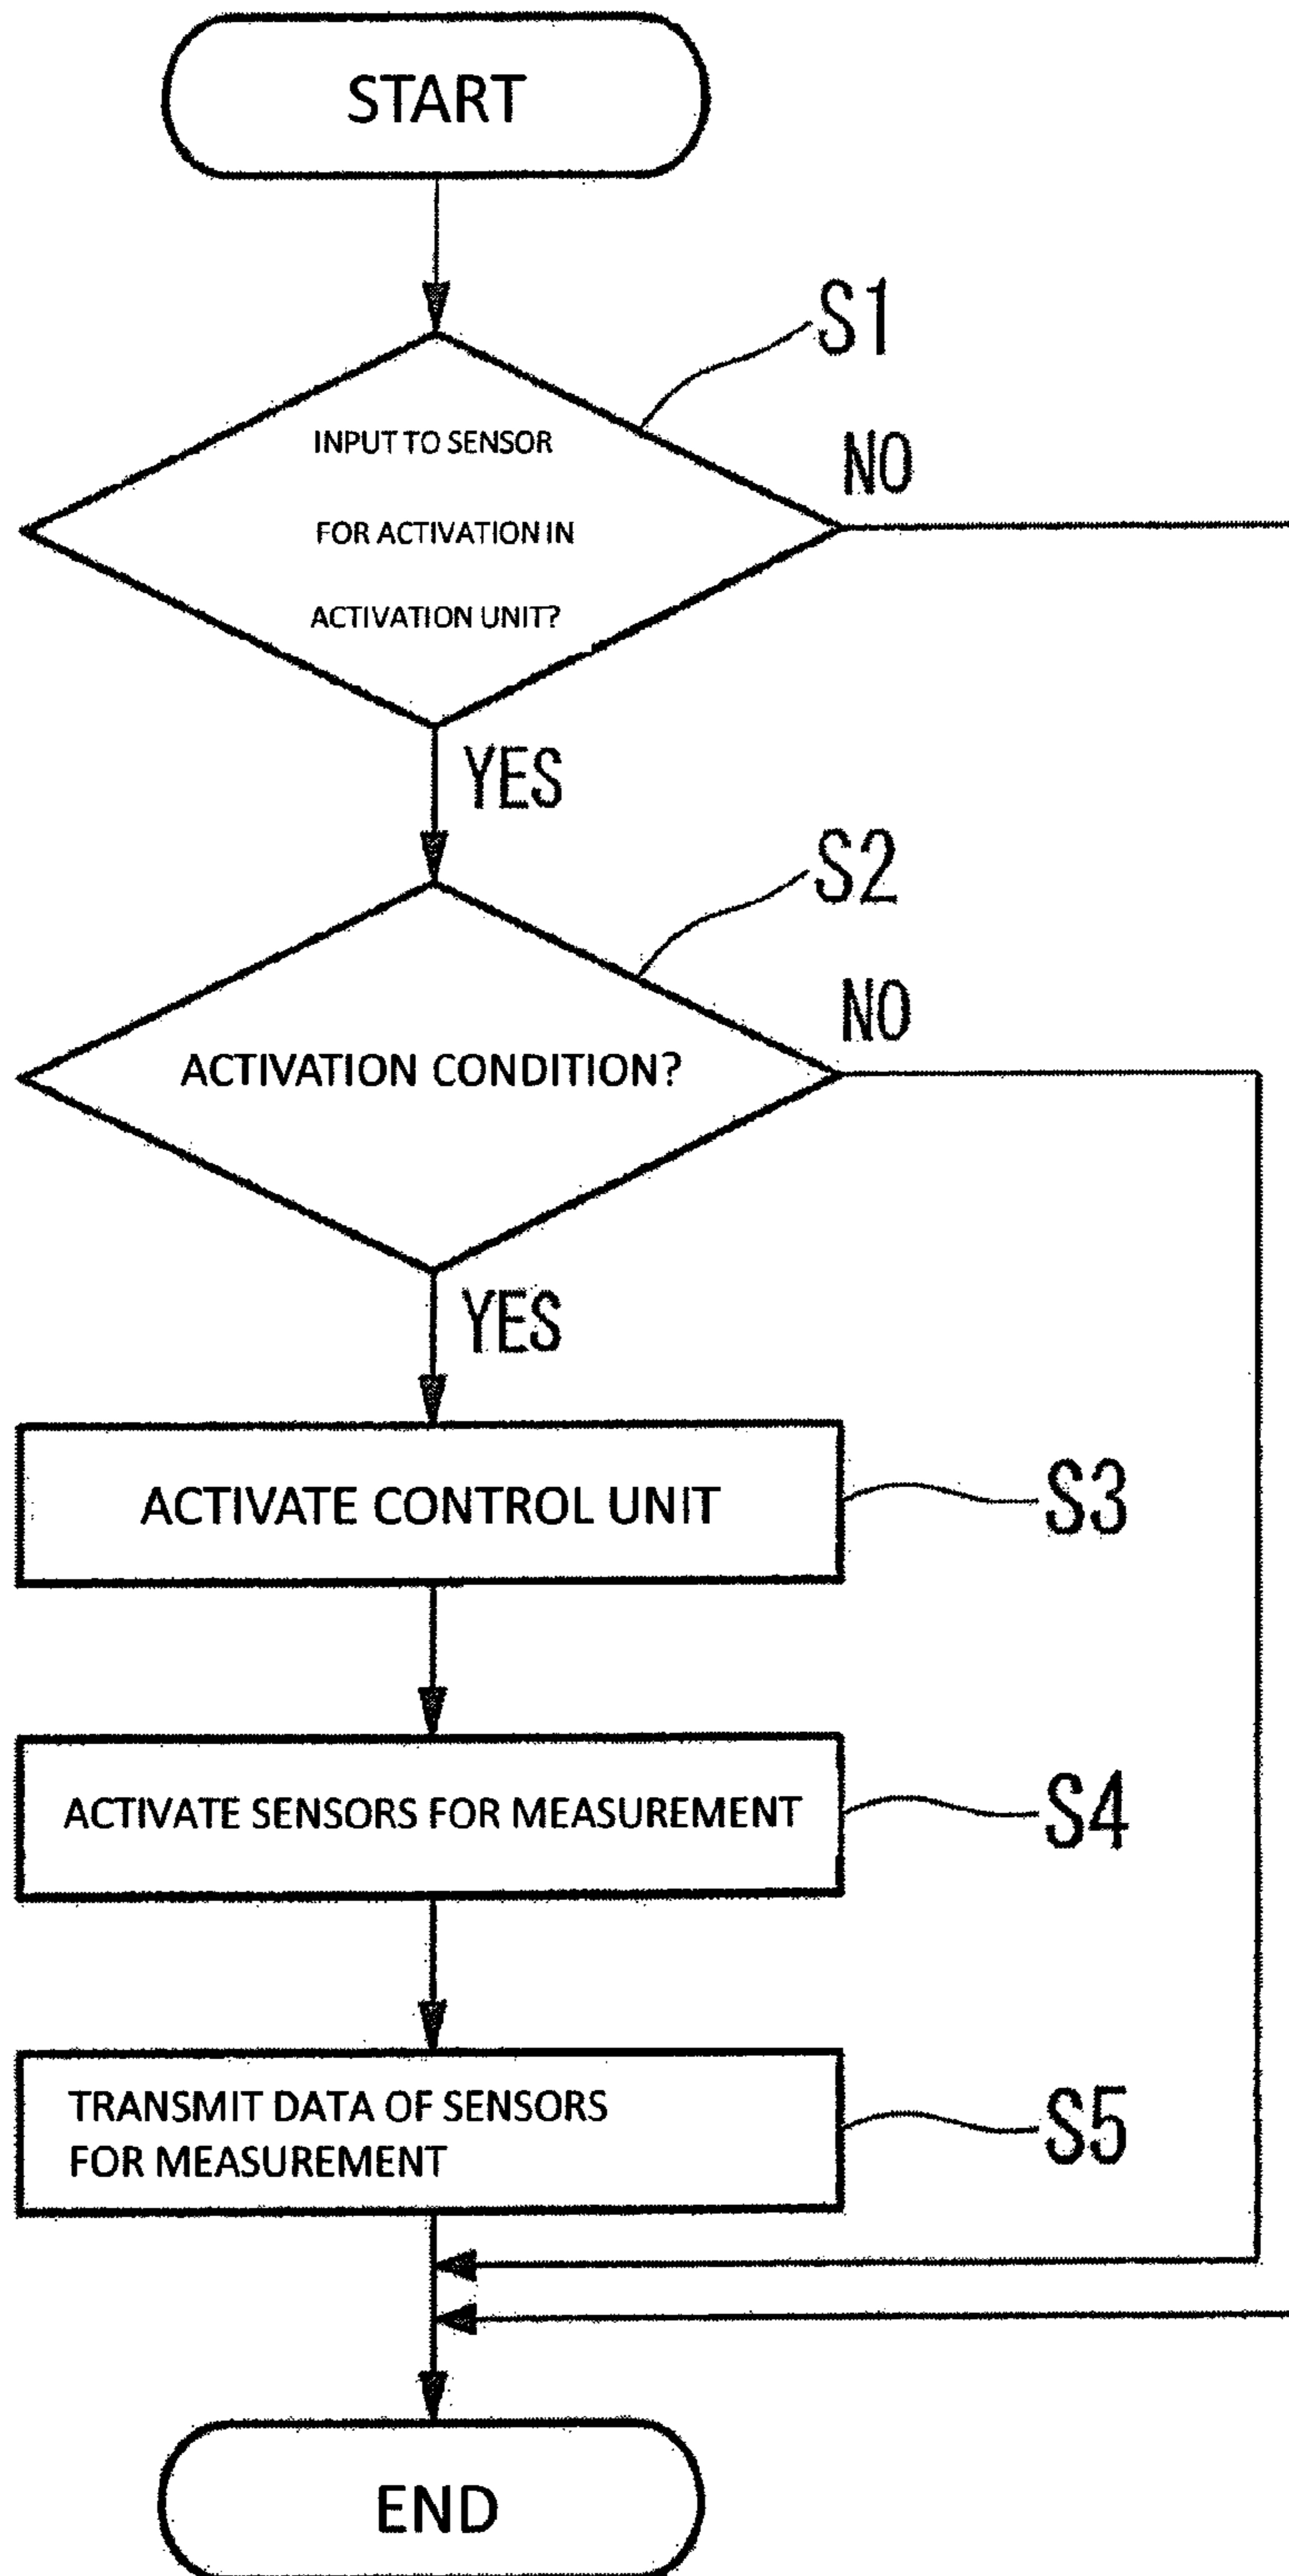 START
S1
INPUT TO SENSOR
NO
FOR ACTIVATION IN
ACTIVATION UNIT?
YES
S2
NO
ACTIVATION CONDITION?
YES
ACTIVATE CONTROL UNIT
S3
ACTIVATE SENSORS FOR MEASUREMENT
S4
TRANSMIT DATA OF SENSORS
FOR MEASUREMENT
S5
END